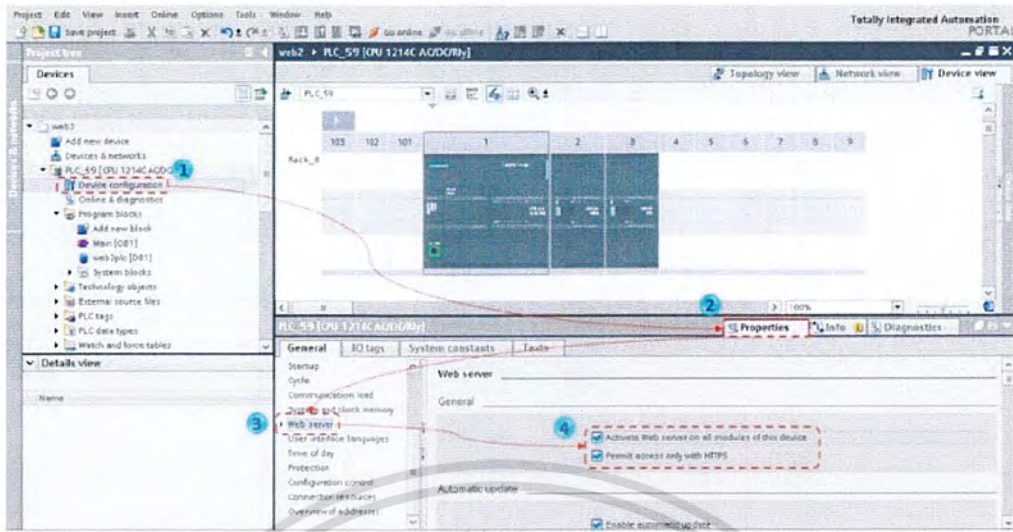 Project Edit View Insert Online Options Tools Window Help
Totally Integrated Automation
PORTAL
Save project
Go online
Project tree
web2 PLC_59 [CPU 1214C AC/DC/Rly]
Devices
Topology view
Network view
Device view
PLC_59
Devices & networks
web2
Add new device
Devices & networks
PLC_59 [CPU 1214C AC/DC
1
Device configuration
Online & diagnostics
Program blocks
Add new block
Main [OB1]
web2plc [DB1]
System blocks
Technology objects
External source files
PLC tags
PLC data types
Watch and force tables
103 102 101 1 2 3 4 5 6 7 8 9
Rack_0
100%
2
PLC_59 [CPU 1214C AC/DC/Rly]
Properties
Info
Diagnostics
General
IO tags
System constants
Texts
Details view
Name
Startup
Cycle
Communication load
System and clock memory
3
Web server
User interface languages
Time of day
Protection
Configuration control
Connection resources
Overview of addresses
Web server
General
4
Activate Web server on all modules of this device
Permit access only with HTTPS
Automatic update
Enable automatic update